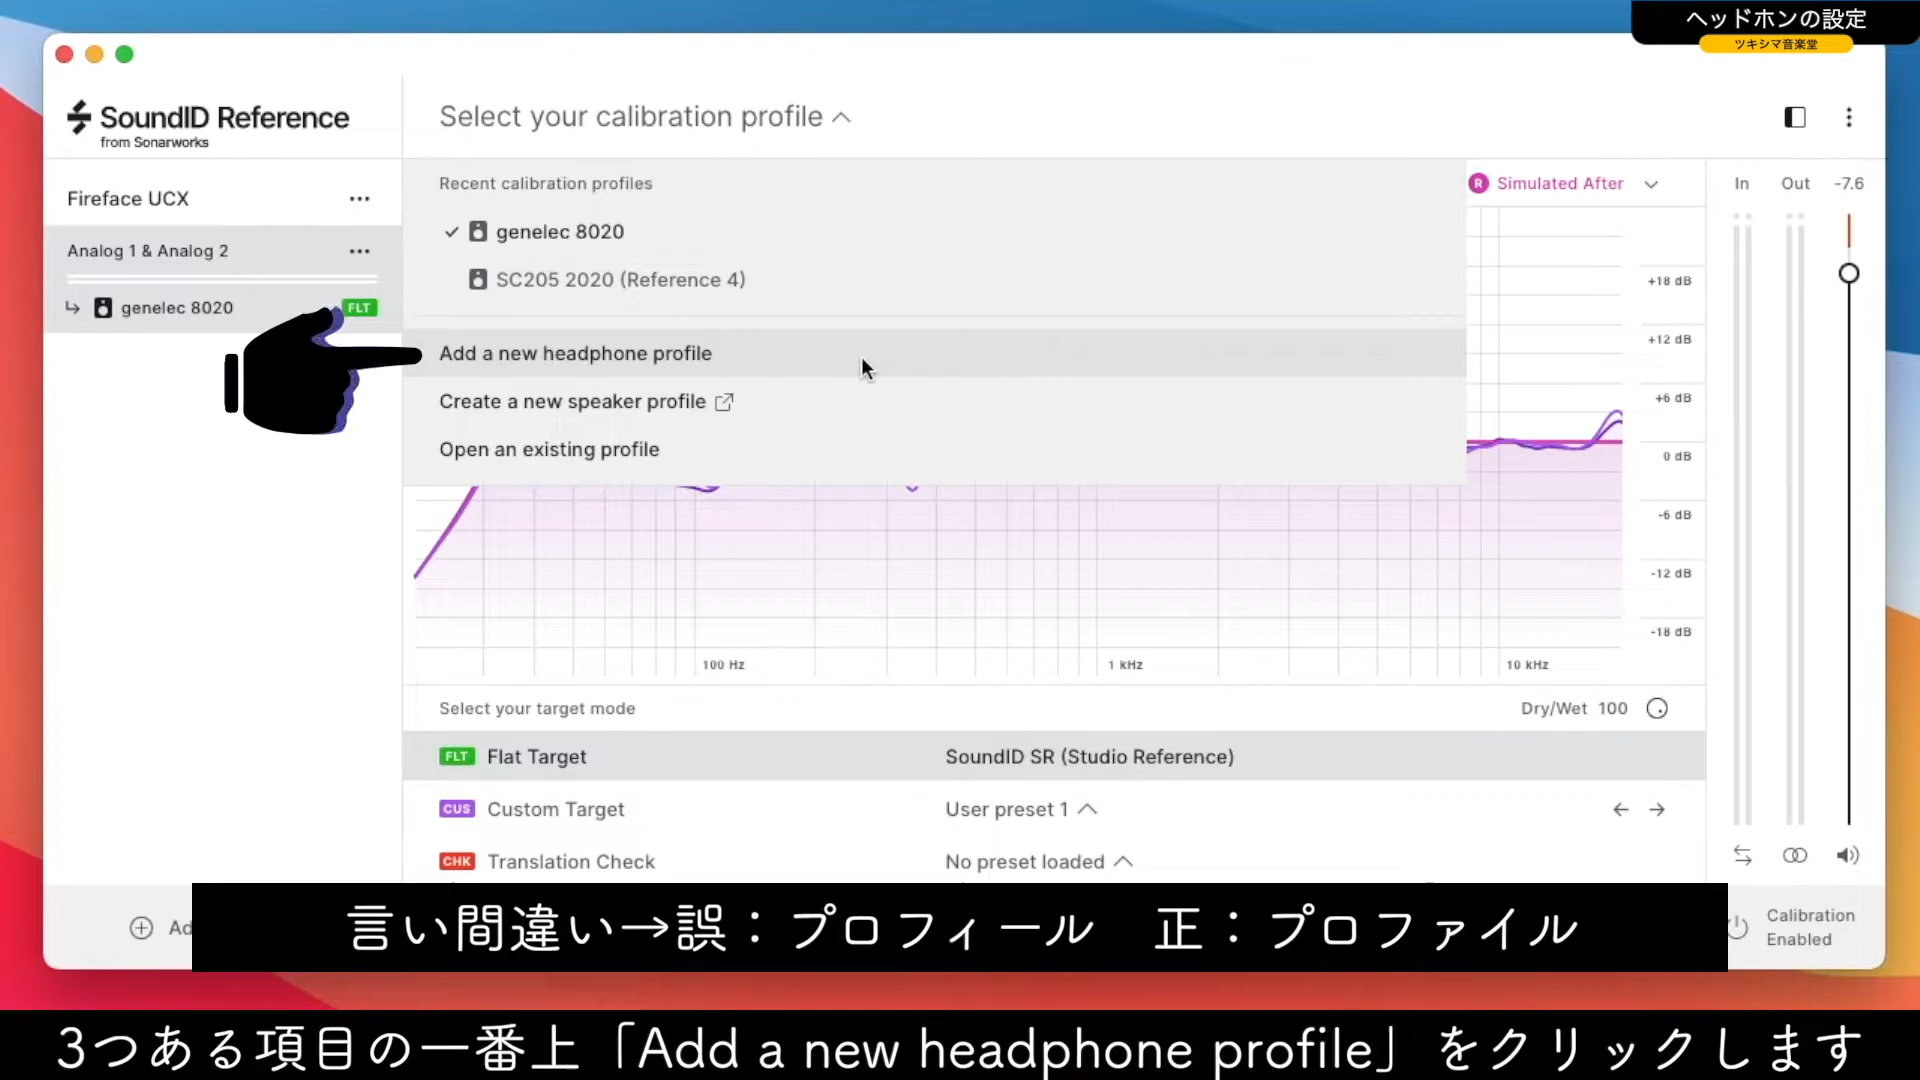 ヘッドホンの設定
ツキシマ音楽堂
SoundID Reference
from Sonarworks
Select your calibration profile
Fireface UCX
Analog 1 & Analog 2
genelec 8020
FLT
Recent calibration profiles
genelec 8020
SC205 2020 (Reference 4)
Add a new headphone profile
Create a new speaker profile
Open an existing profile
R Simulated After
In Out -7.6
+18 dB
+12 dB
+6 dB
0 dB
-6 dB
-12 dB
-18 dB
100 Hz 1 kHz 10 kHz
Select your target mode
Dry/Wet 100
FLT Flat Target SoundID SR (Studio Reference)
CUS Custom Target User preset 1
CHK Translation Check No preset loaded
Calibration
Enabled
言い間違い→誤：プロフィール 正：プロファイル
3つある項目の一番上「Add a new headphone profile」をクリックします